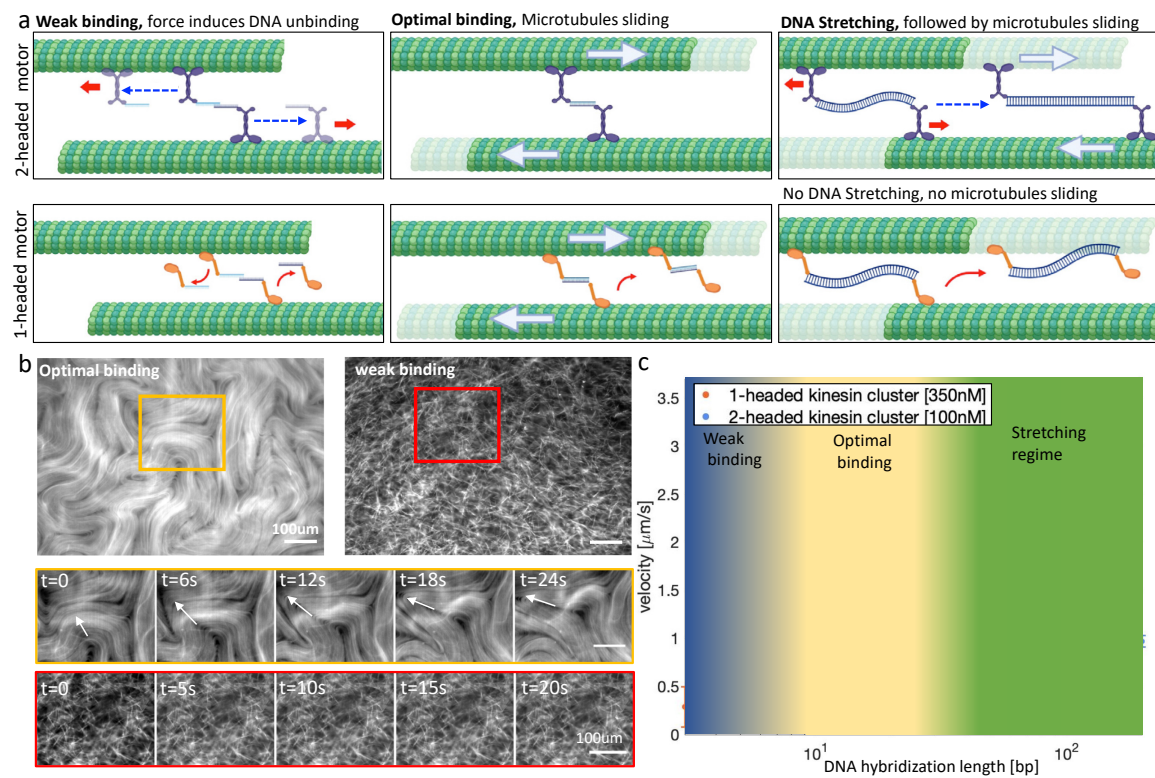 a
Weak binding, force induces DNA unbinding
Optimal binding, Microtubules sliding
DNA Stretching, followed by microtubules sliding
2-headed motor
No DNA Stretching, no microtubules sliding
1-headed motor
b
Optimal binding
100um
weak binding
t=0
t=6s
t=12s
t=18s
t=24s
t=0
t=5s
t=10s
t=15s
t=20s
100um
c
1-headed kinesin cluster [350nM]
2-headed kinesin cluster [100nM]
Weak
binding
Optimal
binding
Stretching
regime
velocity [μm/s]
3.5
3
2.5
2
1.5
1
0.5
0
10¹
10²
DNA hybridization length [bp]